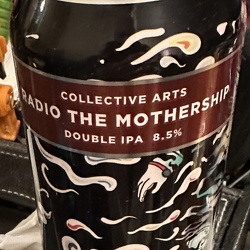 COLLECTIVE ARTS
RADIO THE MOTHERSHIP
DOUBLE IPA 8.5%